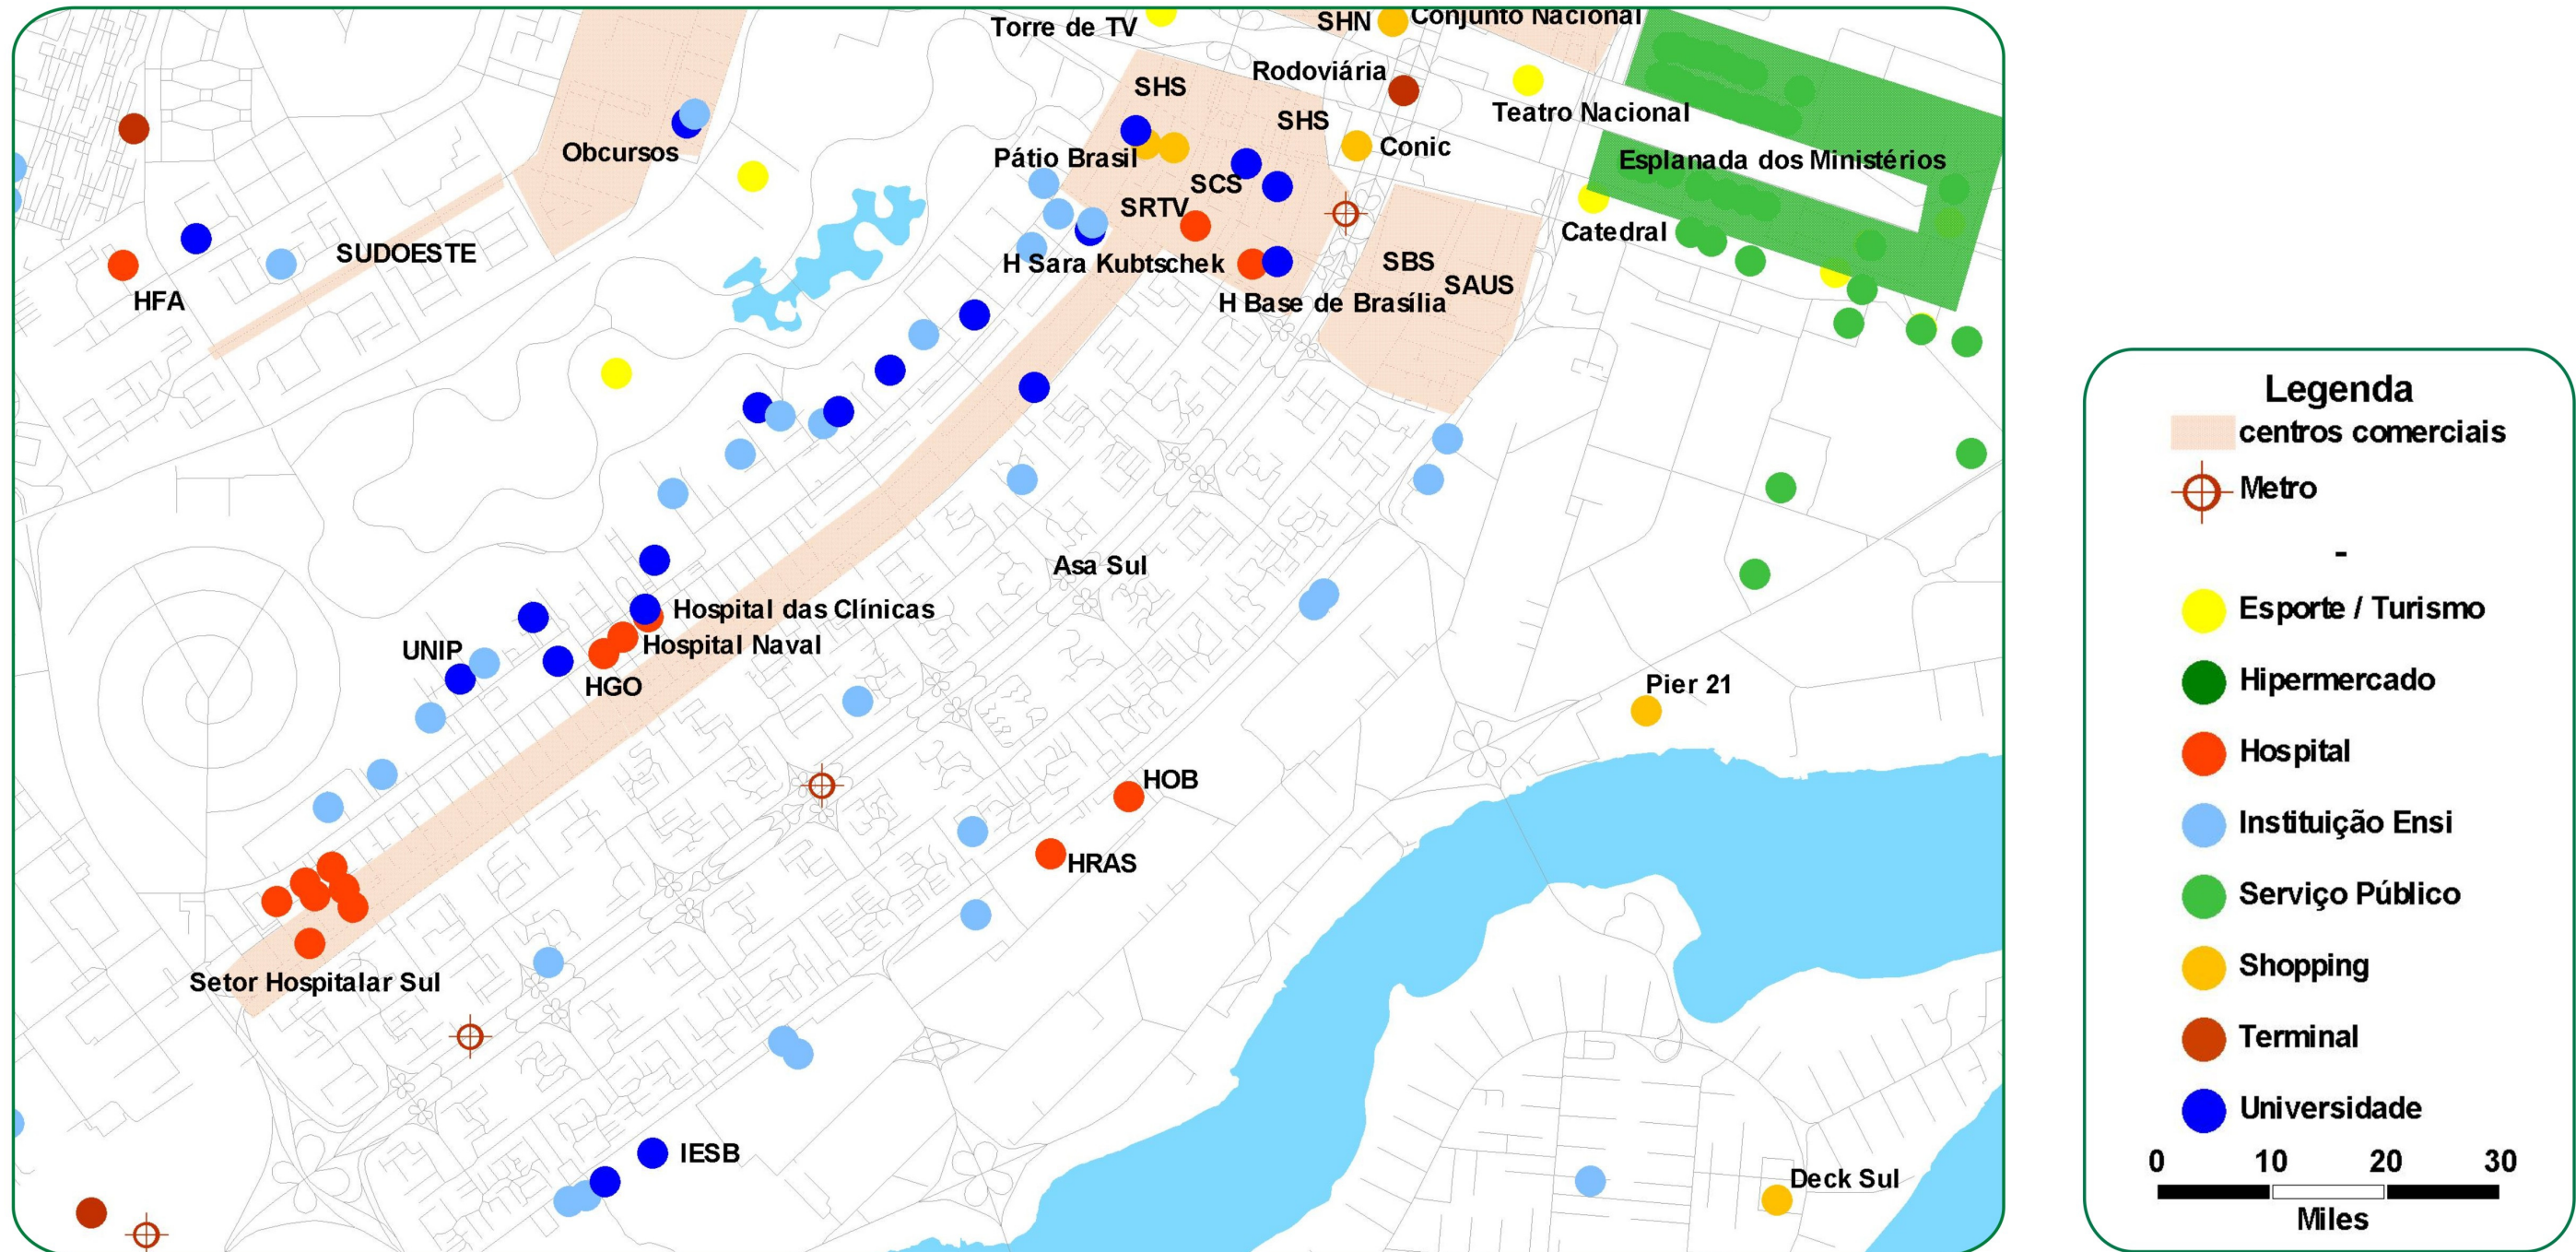 Torre de TV
SHN
Conjunto Nacional
SHS
Rodoviária
SHS
Teatro Nacional
Obcursos
Pátio Brasil
Conic
Esplanada dos Ministérios
SCS
SRTV
Catedral
SUDOESTE
H Sara Kubtschek
SBS
SAUS
HFA
H Base de Brasília
Asa Sul
Hospital das Clínicas
Hospital Naval
UNIP
HGO
Pier 21
HOB
HRAS
Setor Hospitalar Sul
IESB
Deck Sul
Legenda
centros comerciais
Metro
-
Esporte / Turismo
Hipermercado
Hospital
Instituição Ensi
Serviço Público
Shopping
Terminal
Universidade
0 10 20 30
Miles